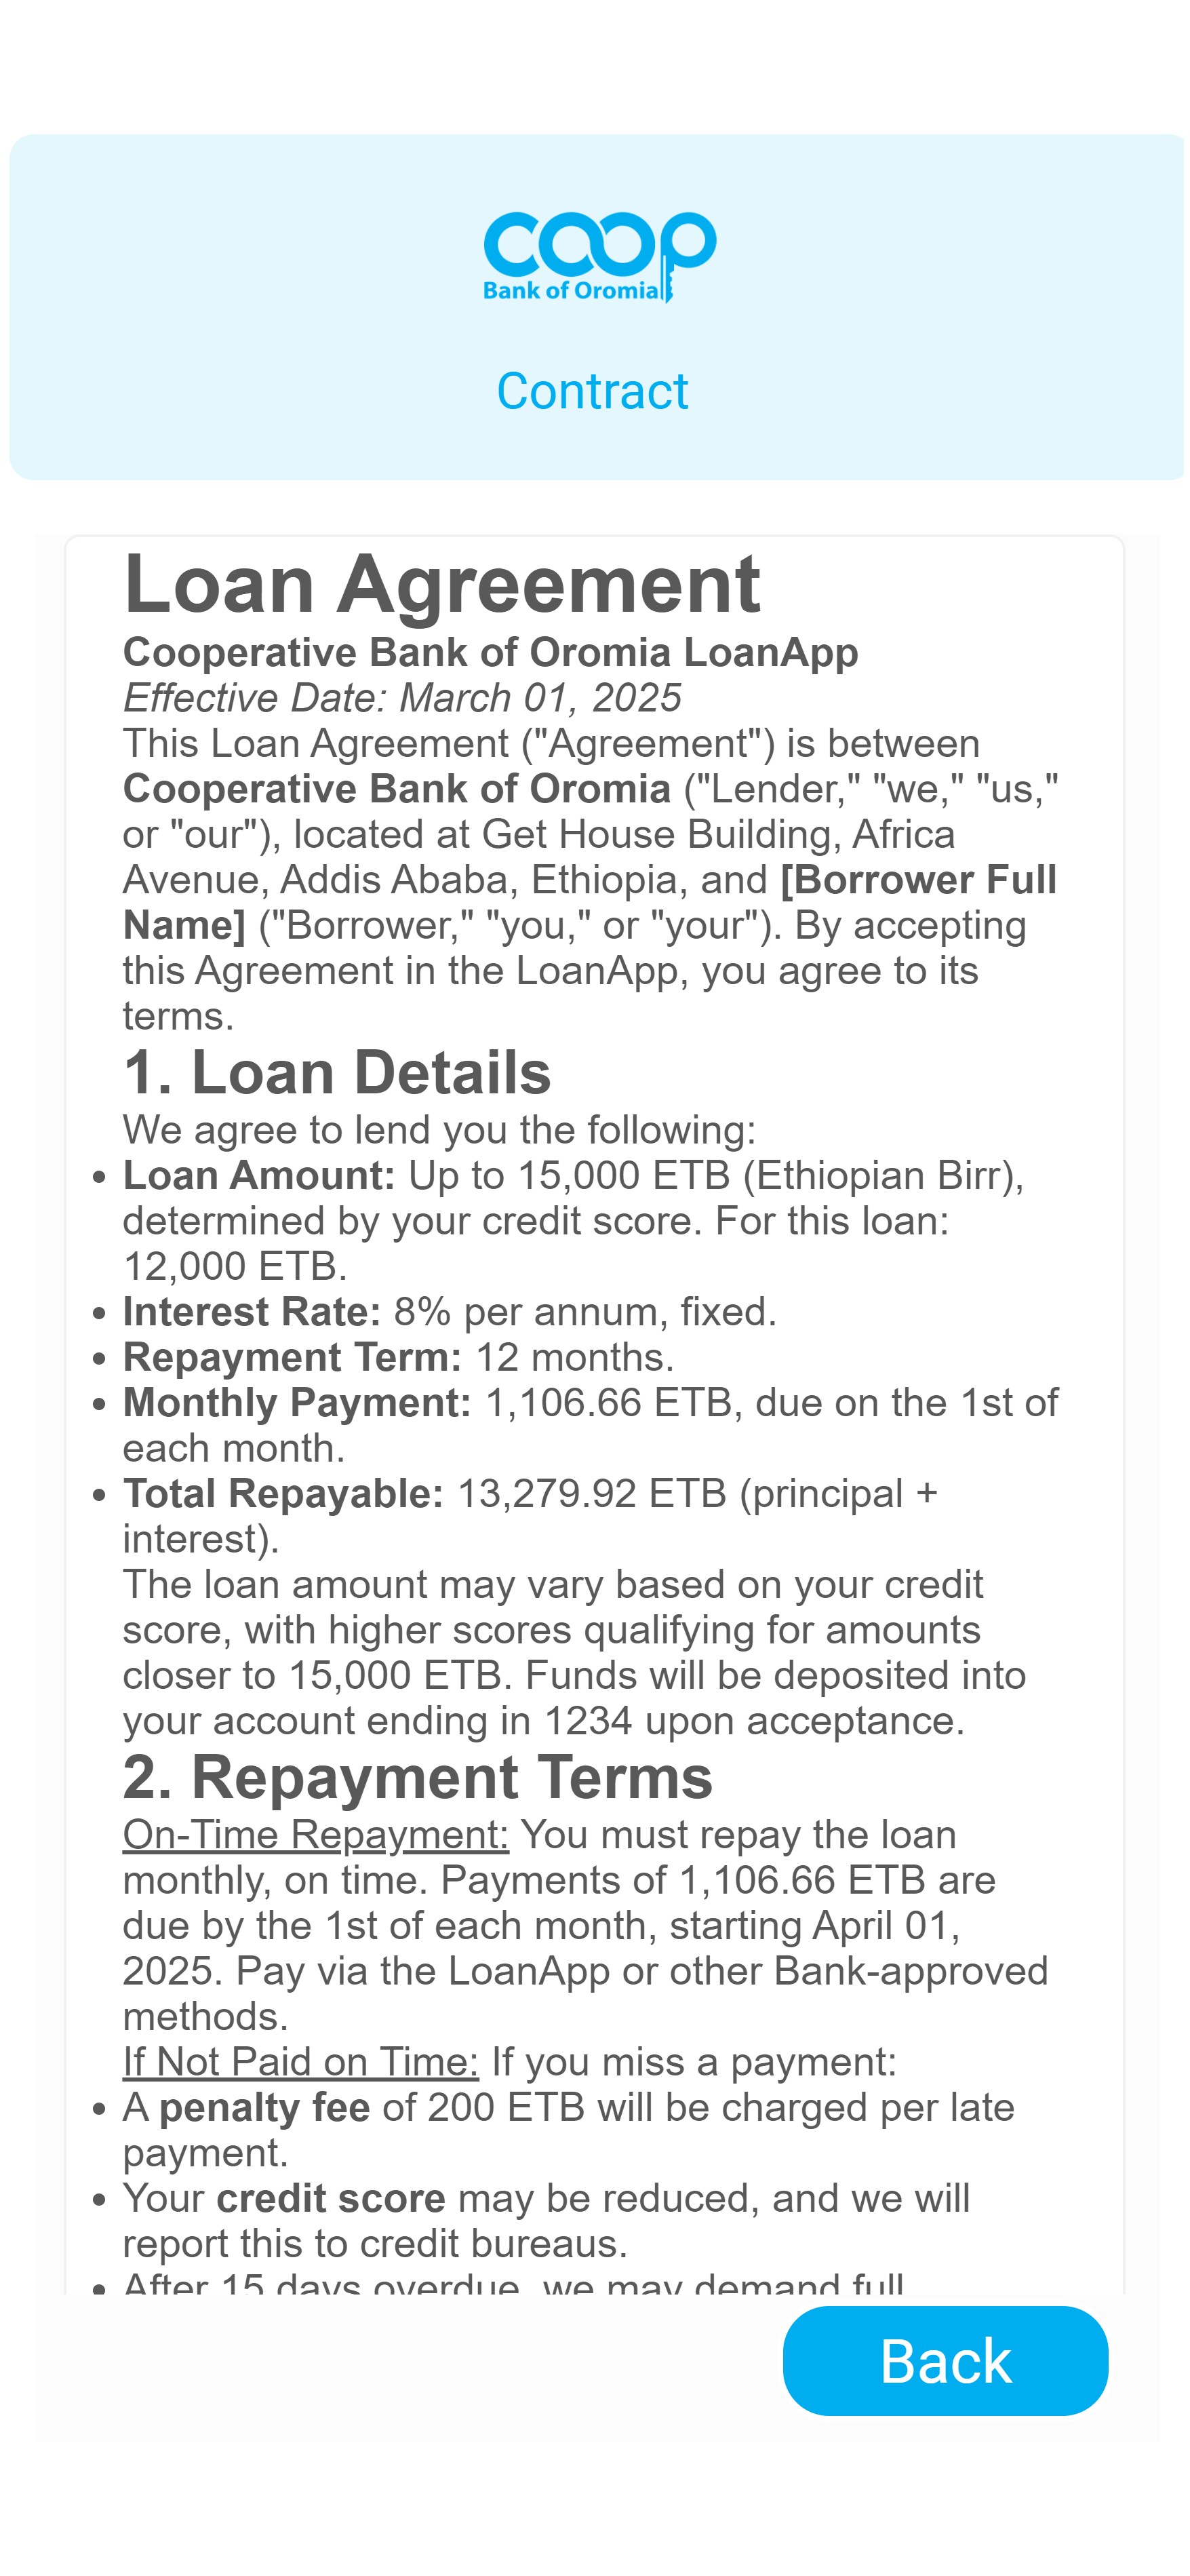 coop
Bank of Oromia
Contract
Loan Agreement
Cooperative Bank of Oromia LoanApp
Effective Date: March 01, 2025
This Loan Agreement ("Agreement") is between
Cooperative Bank of Oromia ("Lender," "we," "us,"
or "our"), located at Get House Building, Africa
Avenue, Addis Ababa, Ethiopia, and [Borrower Full
Name] ("Borrower," "you," or "your"). By accepting
this Agreement in the LoanApp, you agree to its
terms.
1. Loan Details
We agree to lend you the following:
• Loan Amount: Up to 15,000 ETB (Ethiopian Birr),
determined by your credit score. For this loan:
12,000 ETB.
• Interest Rate: 8% per annum, fixed.
• Repayment Term: 12 months.
• Monthly Payment: 1,106.66 ETB, due on the 1st of
each month.
• Total Repayable: 13,279.92 ETB (principal +
interest).
The loan amount may vary based on your credit
score, with higher scores qualifying for amounts
closer to 15,000 ETB. Funds will be deposited into
your account ending in 1234 upon acceptance.
2. Repayment Terms
On-Time Repayment: You must repay the loan
monthly, on time. Payments of 1,106.66 ETB are
due by the 1st of each month, starting April 01,
2025. Pay via the LoanApp or other Bank-approved
methods.
If Not Paid on Time: If you miss a payment:
• A penalty fee of 200 ETB will be charged per late
payment.
• Your credit score may be reduced, and we will
report this to credit bureaus.
• After 15 days overdue, we may demand full
Back